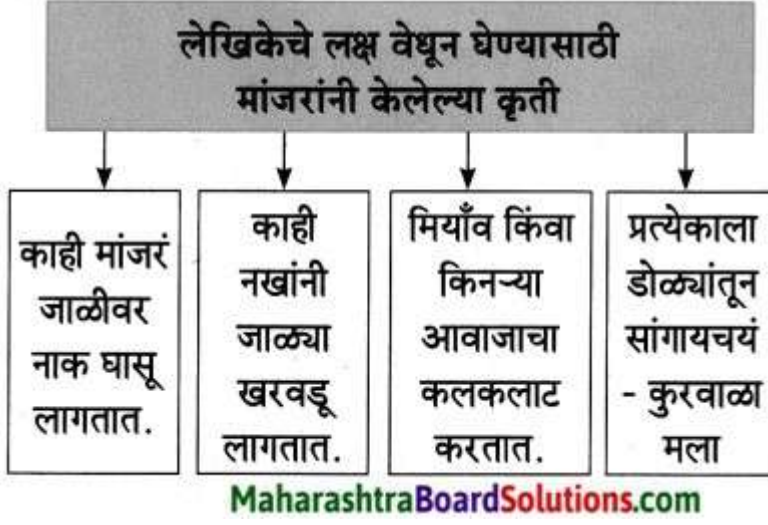 लेखिकेचे लक्ष वेधून घेण्यासाठी
मांजरांनी केलेल्या कृती
काही मांजरं
जाळीवर
नाक घासू
लागतात.
काही
नखांनी
जाळ्या
खरवडू
लागतात.
मियाँव किंवा
किनऱ्या
आवाजाचा
कलकलाट
करतात.
प्रत्येकाला
डोळ्यांतून
सांगायचयं
- कुरवाळा
मला
MaharashtraBoardSolutions.com